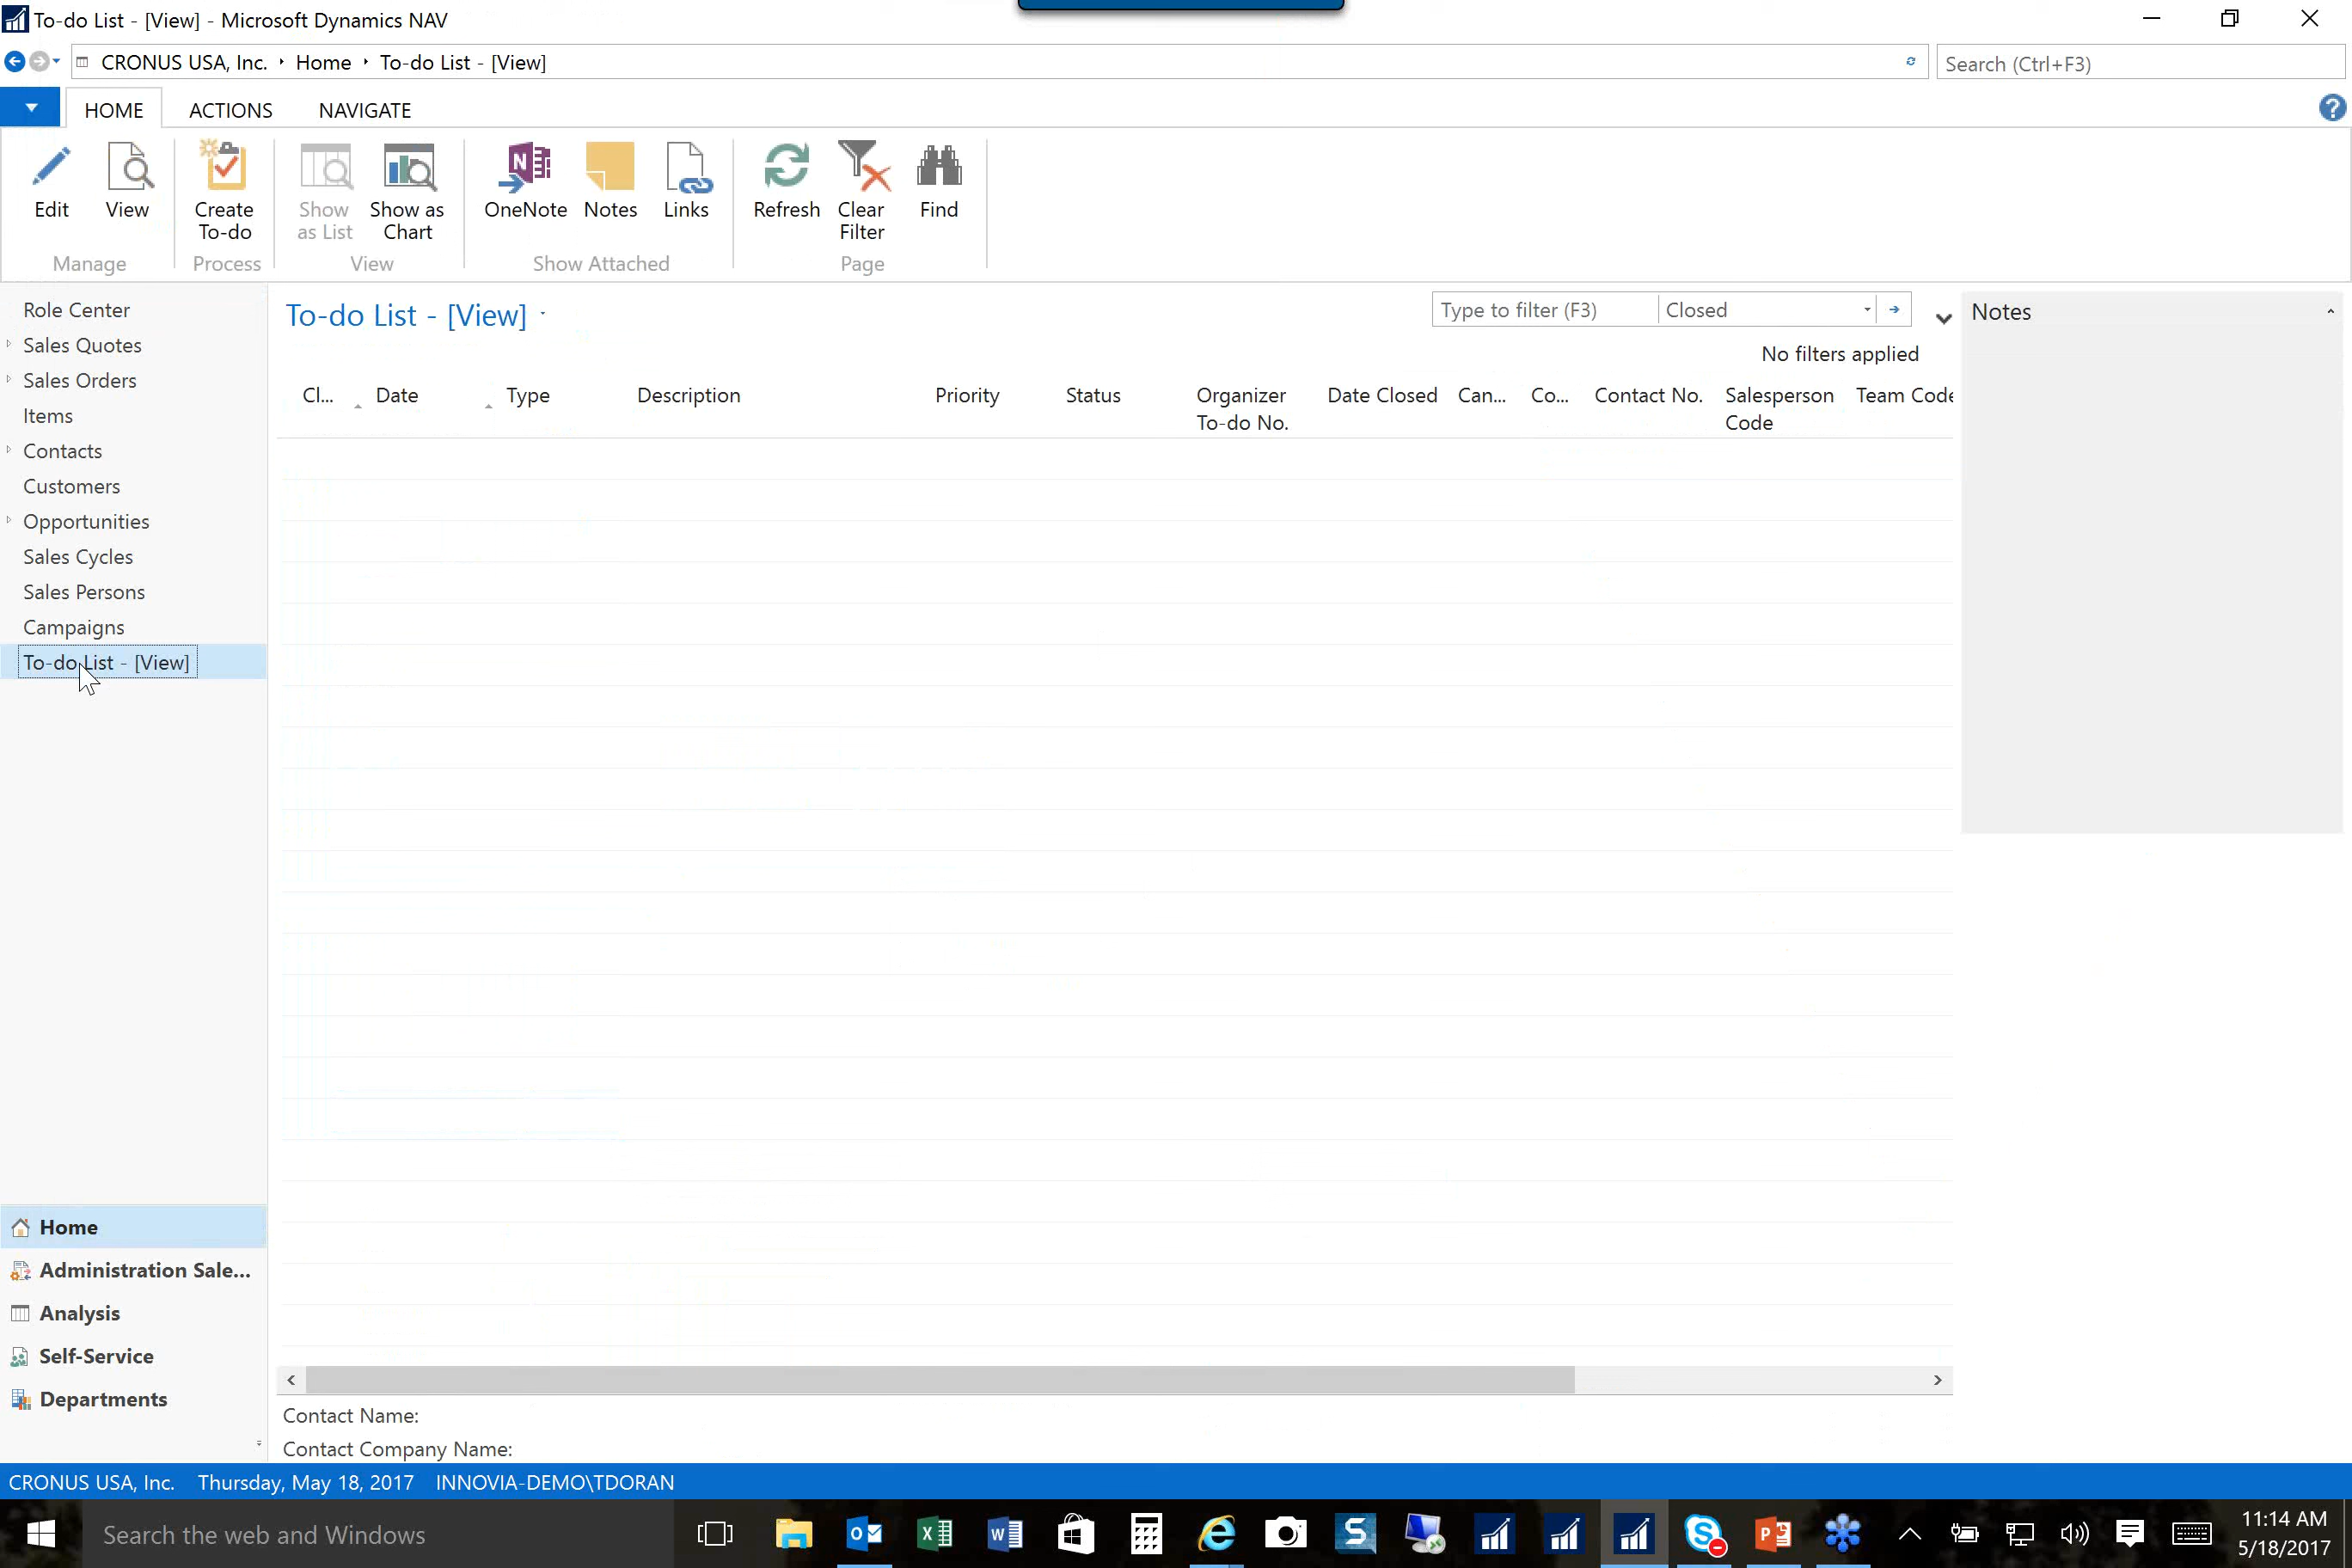 To-do List - [View] - Microsoft Dynamics NAV
CRONUS USA, Inc. Home To-do List - [View]
Search (Ctrl+F3)
HOME ACTIONS NAVIGATE
Edit View Create To-do Show as List Show as Chart OneNote Notes Links Refresh Clear Filter Find
Manage Process View Show Attached Page
Role Center
Sales Quotes
Sales Orders
Items
Contacts
Customers
Opportunities
Sales Cycles
Sales Persons
Campaigns
To-do List - [View]
To-do List - [View]
Type to filter (F3) Closed
No filters applied
Cl... Date Type Description Priority Status Organizer To-do No. Date Closed Can... Co... Contact No. Salesperson Code Team Code
Notes
Home
Administration Sale...
Analysis
Self-Service
Departments
Contact Name:
Contact Company Name:
CRONUS USA, Inc. Thursday, May 18, 2017 INNOVIA-DEMO\TDORAN
Search the web and Windows
11:14 AM
5/18/2017